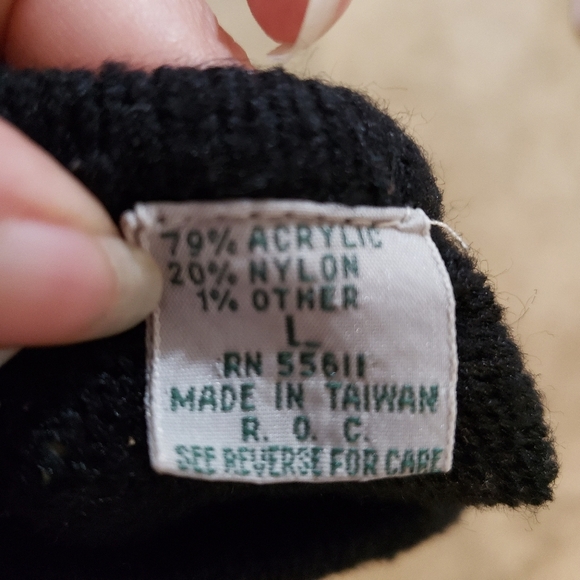 79% ACRYLIC
20% NYLON
1% OTHER
L
RN 55611
MADE IN TAIWAN
R. O. C.
SEE REVERSE FOR CARE